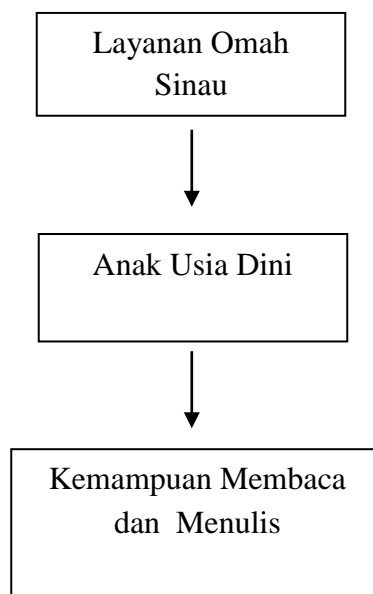 Layanan Omah
Sinau
Anak Usia Dini
Kemampuan Membaca
dan Menulis